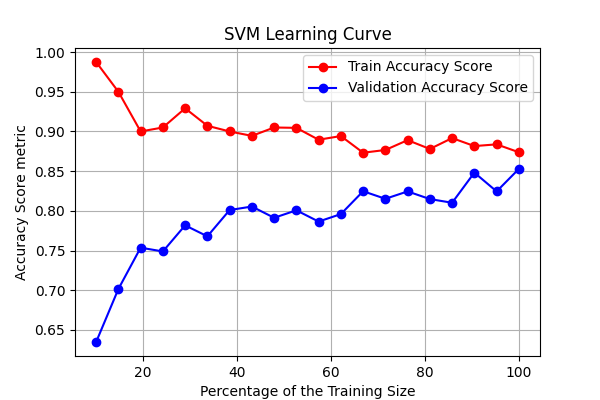 SVM Learning Curve
Train Accuracy Score
Validation Accuracy Score
Accuracy Score metric
1.00
0.95
0.90
0.85
0.80
0.75
0.70
0.65
20 40 60 80 100
Percentage of the Training Size